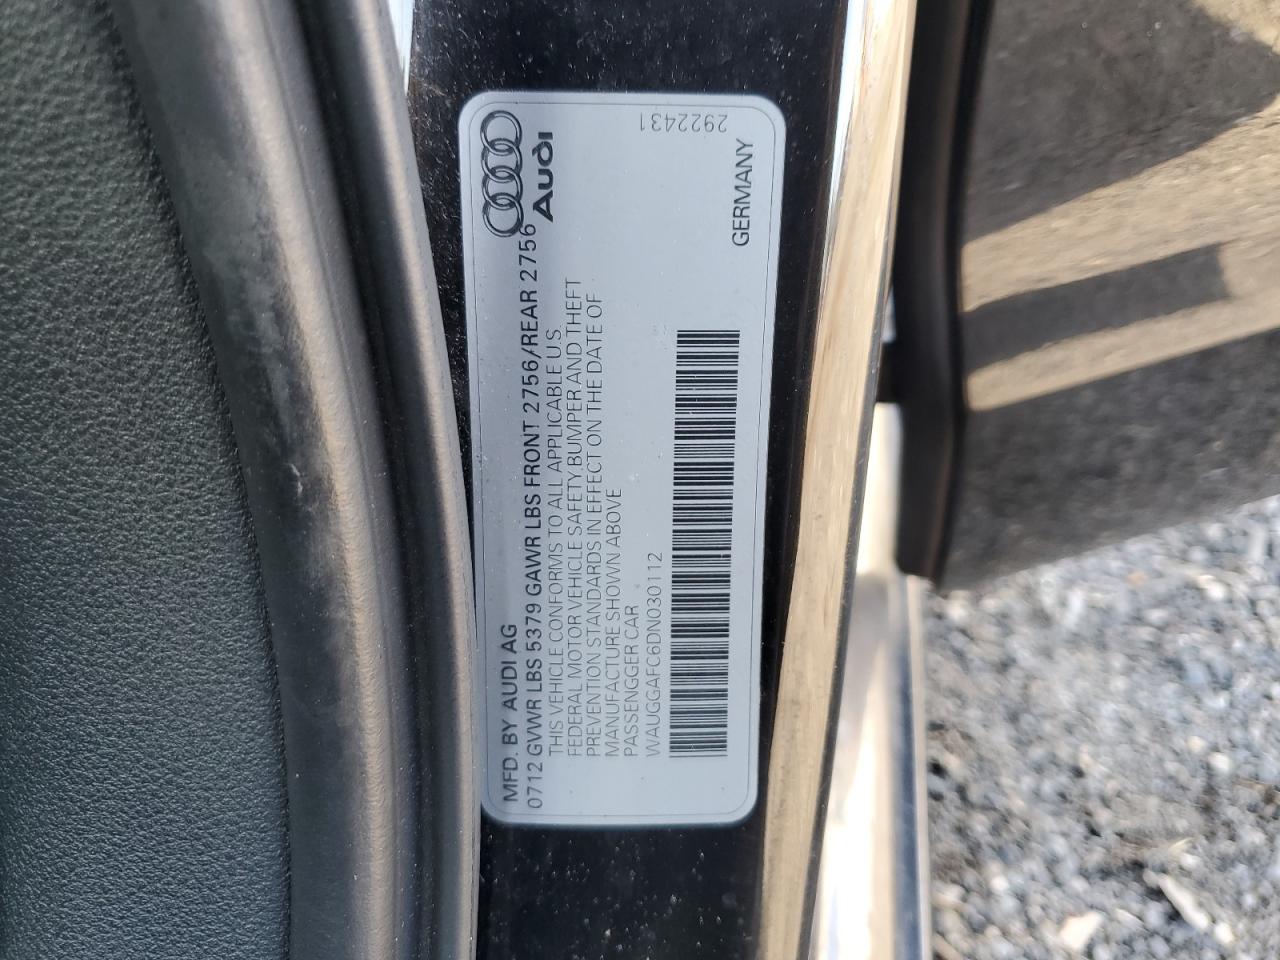 MFD. BY AUDI AG
0712 GVWR LBS 5379 GAWR LBS FRONT 2756/REAR 2756
THIS VEHICLE CONFORMS TO ALL APPLICABLE U.S.
FEDERAL MOTOR VEHICLE SAFETY, BUMPER AND THEFT
PREVENTION STANDARDS IN EFFECT ON THE DATE OF
MANUFACTURE SHOWN ABOVE
PASSENGGER CAR
WAUGGAFC6DN030112
Audi
GERMANY
2922431